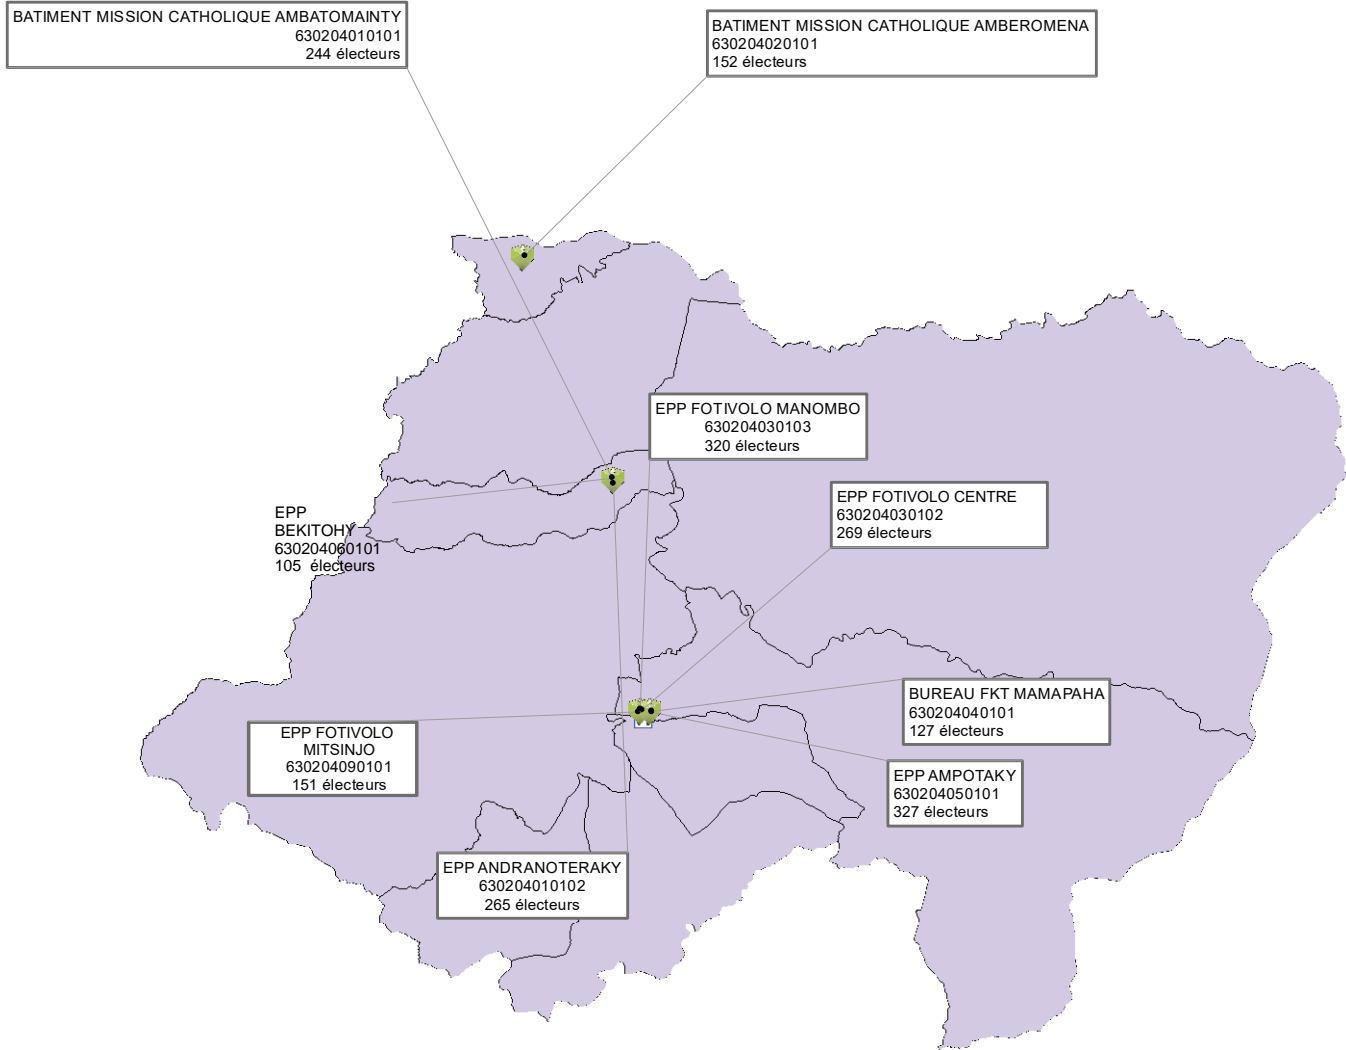 BATIMENT MISSION CATHOLIQUE AMBATOMAINTY
630204010101
244 électeurs
BATIMENT MISSION CATHOLIQUE AMBEROMENA
630204020101
152 électeurs
EPP FOTIVOLO MANOMBO
630204030103
320 électeurs
EPP FOTIVOLO CENTRE
630204030102
269 électeurs
EPP
BEKITOHY
630204060101
105 électeurs
BUREAU FKT MAMAPAHA
630204040101
127 électeurs
EPP FOTIVOLO
MITSINJO
630204090101
151 électeurs
EPP AMPOTAKY
630204050101
327 électeurs
EPP ANDRANOTERAKY
630204010102
265 électeurs